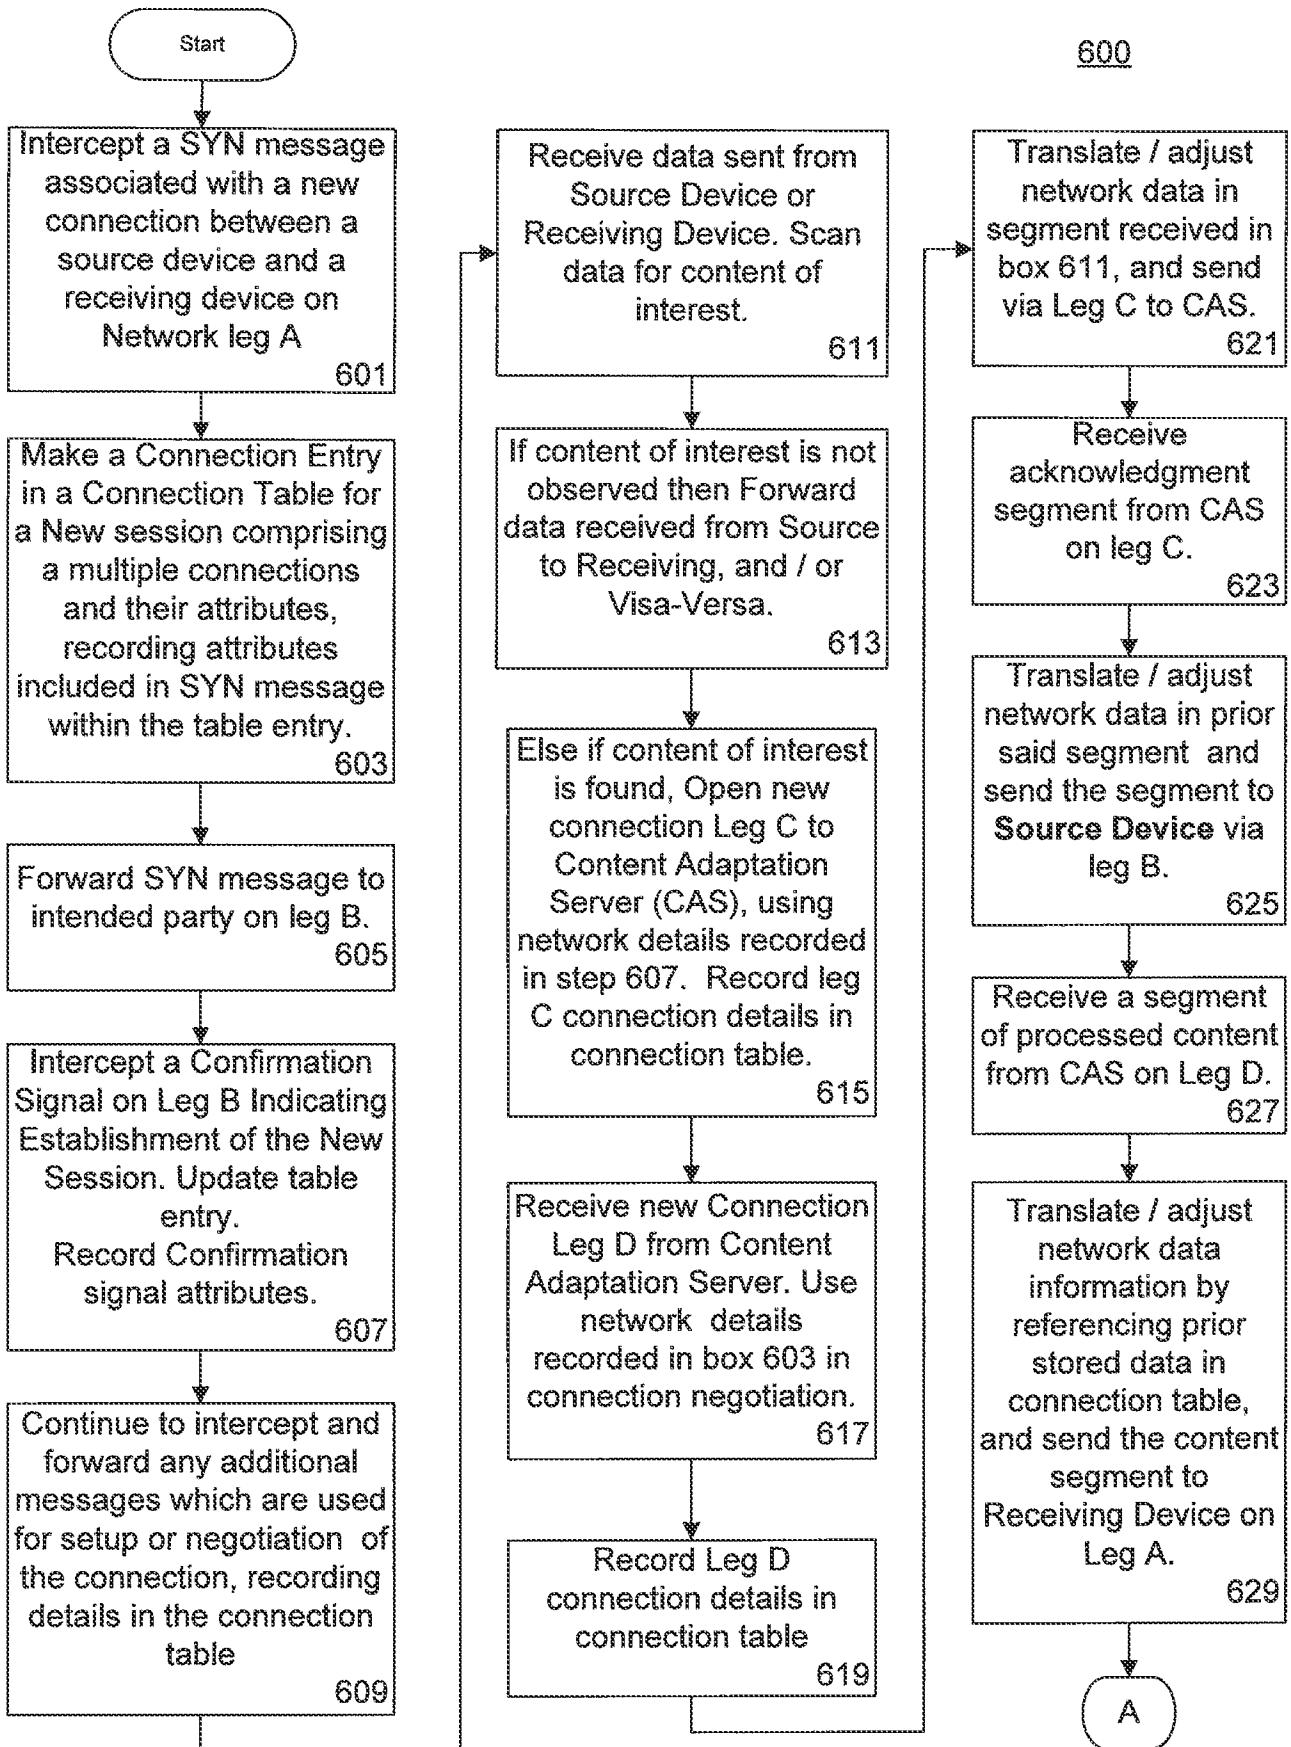 Start
600
Intercept a SYN message
associated with a new
connection between a
source device and a
receiving device on
Network leg A
601
Make a Connection Entry
in a Connection Table for
a New session comprising
a multiple connections
and their attributes,
recording attributes
included in SYN message
within the table entry.
603
Forward SYN message to
intended party on leg B.
605
Intercept a Confirmation
Signal on Leg B Indicating
Establishment of the New
Session. Update table
entry.
Record Confirmation
signal attributes.
607
Continue to intercept and
forward any additional
messages which are used
for setup or negotiation of
the connection, recording
details in the connection
table
609
Receive data sent from
Source Device or
Receiving Device. Scan
data for content of
interest.
611
If content of interest is not
observed then Forward
data received from Source
to Receiving, and / or
Visa-Versa.
613
Else if content of interest
is found, Open new
connection Leg C to
Content Adaptation
Server (CAS), using
network details recorded
in step 607. Record leg
C connection details in
connection table.
615
Receive new Connection
Leg D from Content
Adaptation Server. Use
network details
recorded in box 603 in
connection negotiation.
617
Record Leg D
connection details in
connection table
619
Translate / adjust
network data in
segment received in
box 611, and send
via Leg C to CAS.
621
Receive
acknowledgment
segment from CAS
on leg C.
623
Translate / adjust
network data in prior
said segment and
send the segment to
Source Device via
leg B.
625
Receive a segment
of processed content
from CAS on Leg D.
627
Translate / adjust
network data
information by
referencing prior
stored data in
connection table,
and send the content
segment to
Receiving Device on
Leg A.
629
A